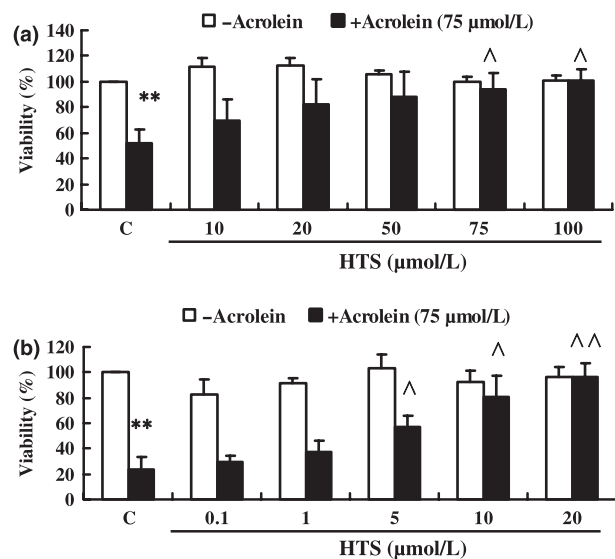 (a)
−Acrolein +Acrolein (75 µmol/L)
Viability (%)
140
120
100
80
60
40
20
0
**
^
^
C 10 20 50 75 100
HTS (µmol/L)
(b)
−Acrolein +Acrolein (75 µmol/L)
Viability (%)
120
100
80
60
40
20
0
**
^
^
^^
C 0.1 1 5 10 20
HTS (µmol/L)